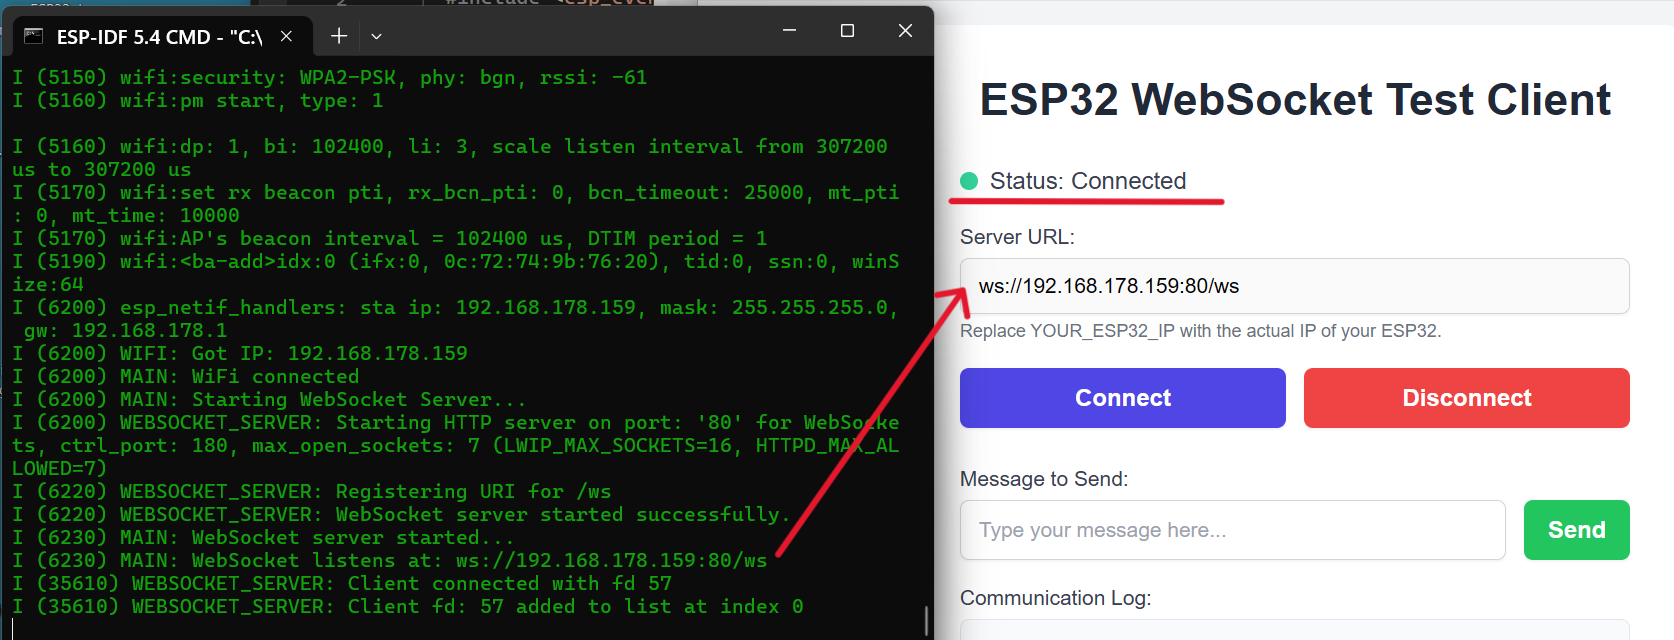 2 #include <esp_ever
ESP-IDF 5.4 CMD - "C:\
I (5150) wifi:security: WPA2-PSK, phy: bgn, rssi: -61
I (5160) wifi:pm start, type: 1
I (5160) wifi:dp: 1, bi: 102400, li: 3, scale listen interval from 307200
us to 307200 us
I (5170) wifi:set rx beacon pti, rx_bcn_pti: 0, bcn_timeout: 25000, mt_pti
: 0, mt_time: 10000
I (5170) wifi:AP's beacon interval = 102400 us, DTIM period = 1
I (5190) wifi:<ba-add>idx:0 (ifx:0, 0c:72:74:9b:76:20), tid:0, ssn:0, winS
ize:64
I (6200) esp_netif_handlers: sta ip: 192.168.178.159, mask: 255.255.255.0,
gw: 192.168.178.1
I (6200) WIFI: Got IP: 192.168.178.159
I (6200) MAIN: WiFi connected
I (6200) MAIN: Starting WebSocket Server...
I (6200) WEBSOCKET_SERVER: Starting HTTP server on port: '80' for WebSocke
ts, ctrl_port: 180, max_open_sockets: 7 (LWIP_MAX_SOCKETS=16, HTTPD_MAX_AL
LOWED=7)
I (6220) WEBSOCKET_SERVER: Registering URI for /ws
I (6220) WEBSOCKET_SERVER: WebSocket server started successfully.
I (6230) MAIN: WebSocket server started...
I (6230) MAIN: WebSocket listens at: ws://192.168.178.159:80/ws
I (35610) WEBSOCKET_SERVER: Client connected with fd 57
I (35610) WEBSOCKET_SERVER: Client fd: 57 added to list at index 0
ESP32 WebSocket Test Client
Status: Connected
Server URL:
ws://192.168.178.159:80/ws
Replace YOUR_ESP32_IP with the actual IP of your ESP32.
Connect
Disconnect
Message to Send:
Type your message here...
Send
Communication Log: